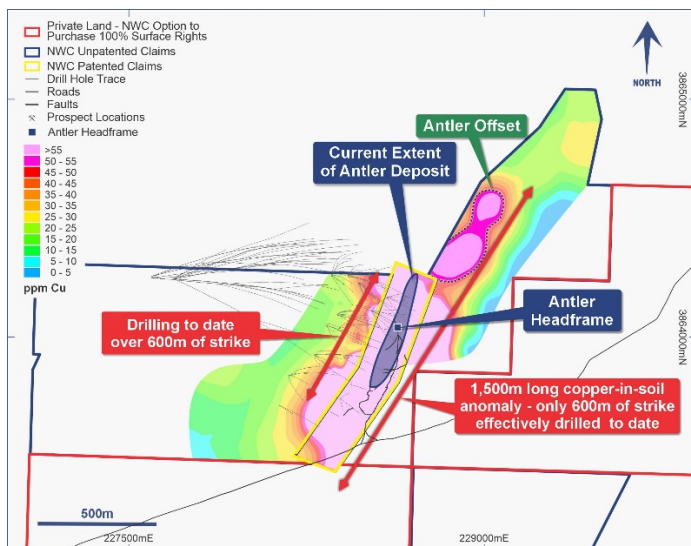 Private Land - NWC Option to
Purchase 100% Surface Rights
NWC Unpatented Claims
NWC Patented Claims
Drill Hole Trace
Roads
Faults
Prospect Locations
Antler Headframe
>55
50 - 55
45 - 50
40 - 45
35 - 40
30 - 35
25 - 30
20 - 25
15 - 20
10 - 15
5 - 10
0 - 5
ppm Cu
NORTH
3865000mN
Antler Offset
Current Extent
of Antler Deposit
Drilling to date
over 600m of strike
Antler
Headframe
3864000mN
1,500m long copper-in-soil
anomaly - only 600m of strike
effectively drilled to date
500m
227500mE
229000mE